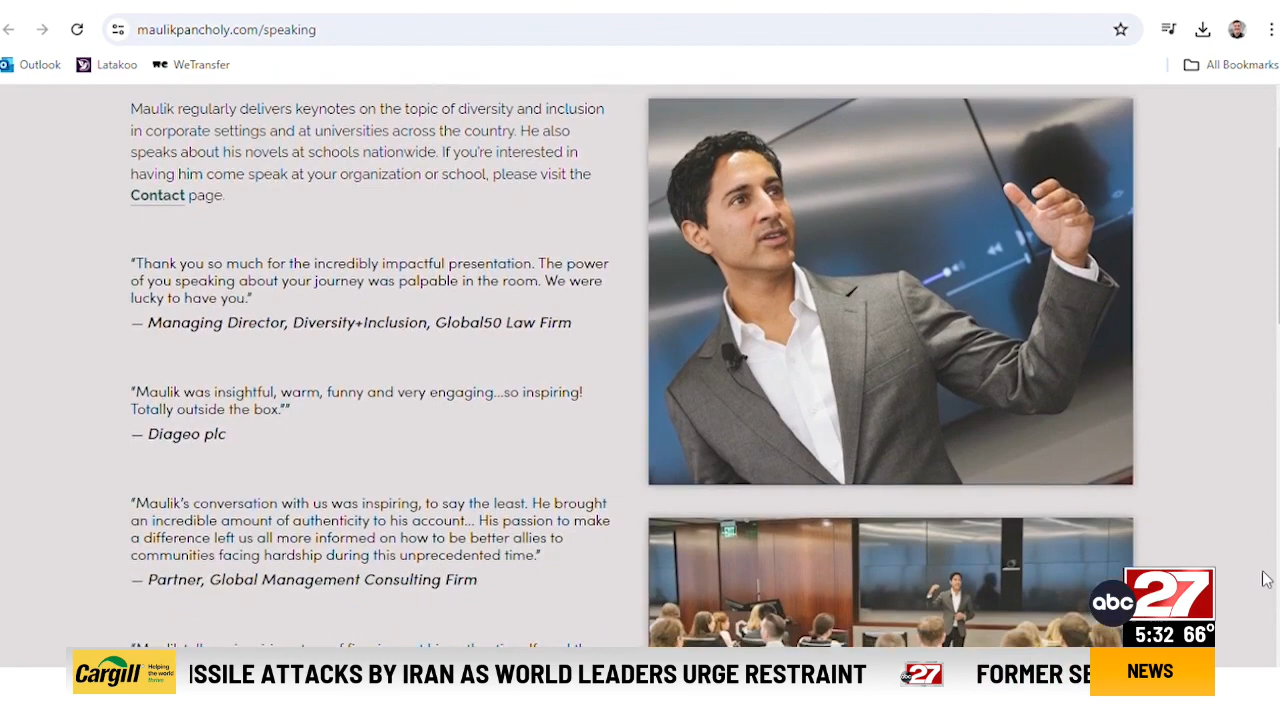 maulikpancholy.com/speaking
Outlook
Latakoo
we WeTransfer
All Bookmarks
Maulik regularly delivers keynotes on the topic of diversity and inclusion
in corporate settings and at universities across the country. He also
speaks about his novels at schools nationwide. If you're interested in
having him come speak at your organization or school, please visit the
Contact page.
"Thank you so much for the incredibly impactful presentation. The power
of you speaking about your journey was palpable in the room. We were
lucky to have you."
— Managing Director, Diversity+Inclusion, Global50 Law Firm
"Maulik was insightful, warm, funny and very engaging...so inspiring!
Totally outside the box.""
— Diageo plc
"Maulik's conversation with us was inspiring, to say the least. He brought
an incredible amount of authenticity to his account... His passion to make
a difference left us all more informed on how to be better allies to
communities facing hardship during this unprecedented time."
— Partner, Global Management Consulting Firm
abc 27
5:32 66°
Cargill Helping the world thrive
ISSILE ATTACKS BY IRAN AS WORLD LEADERS URGE RESTRAINT abc 27 FORMER SE
NEWS